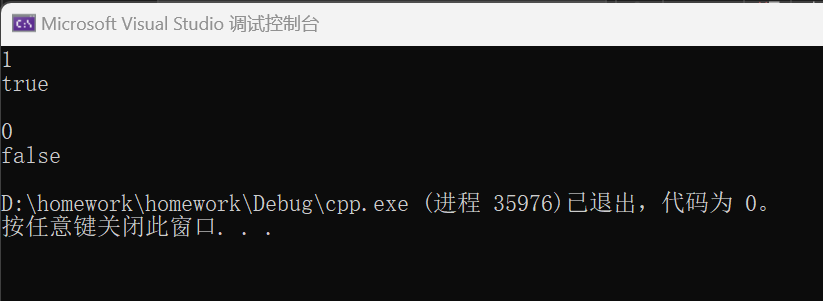 C:\ Microsoft Visual Studio 调试控制台
1
true
0
false
D:\homework\homework\Debug\cpp.exe (进程 35976)已退出，代码为 0。
按任意键关闭此窗口. . .